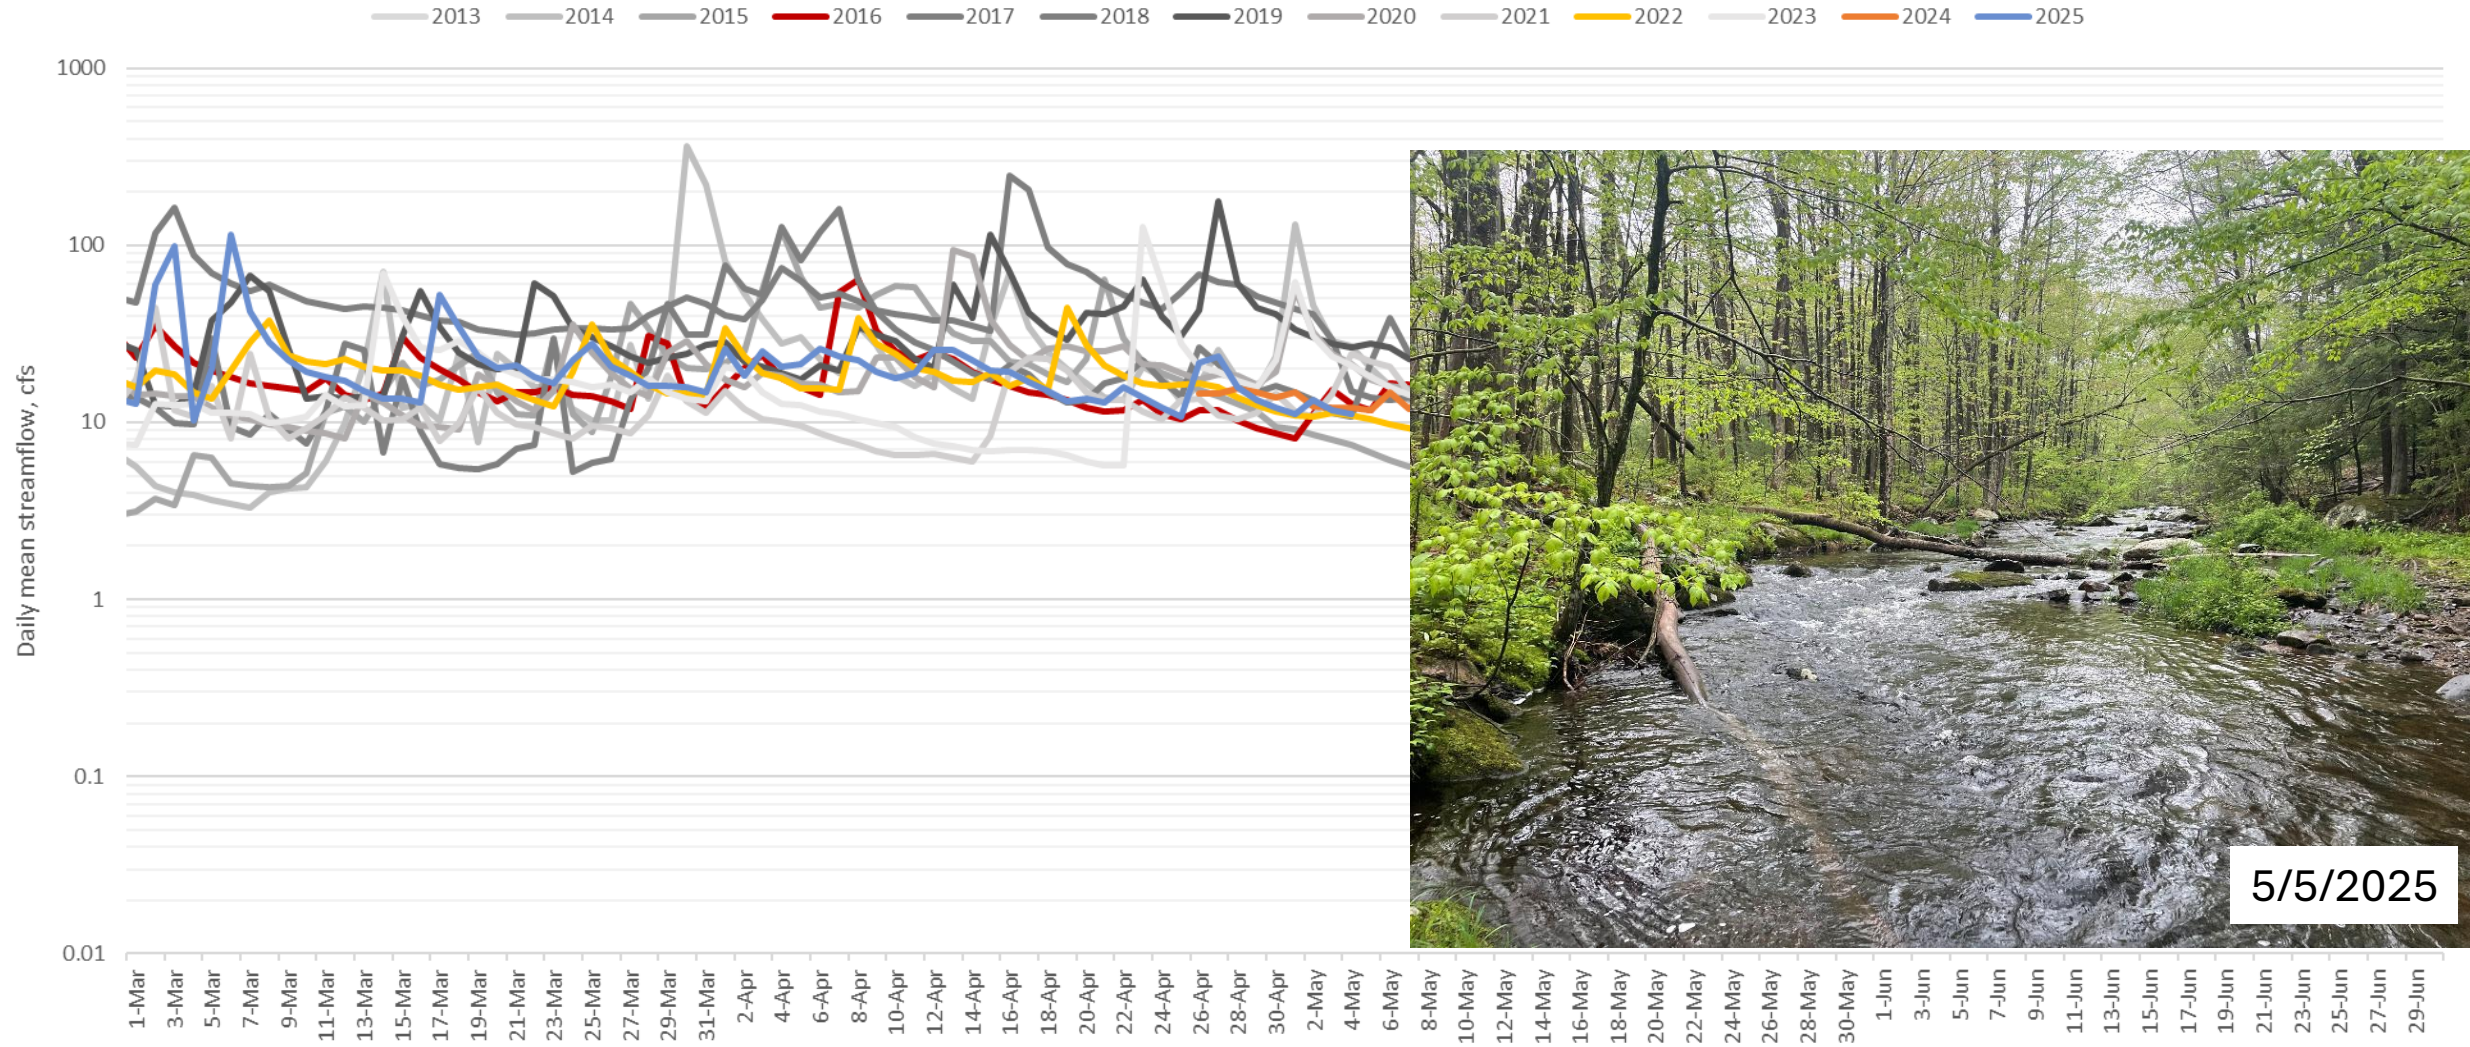 2013 2014 2015 2016 2017 2018 2019 2020 2021 2022 2023 2024 2025
Daily mean streamflow, cfs
1000
100
10
1
0.1
0.01
1-Mar 3-Mar 5-Mar 7-Mar 9-Mar 11-Mar 13-Mar 15-Mar 17-Mar 19-Mar 21-Mar 23-Mar 25-Mar 27-Mar 29-Mar 31-Mar 2-Apr 4-Apr 6-Apr 8-Apr 10-Apr 12-Apr 14-Apr 16-Apr 18-Apr 20-Apr 22-Apr 24-Apr 26-Apr 28-Apr 30-Apr 2-May 4-May 6-May 8-May 10-May 12-May 14-May 16-May 18-May 20-May 22-May 24-May 26-May 28-May 30-May 1-Jun 3-Jun 5-Jun 7-Jun 9-Jun 11-Jun 13-Jun 15-Jun 17-Jun 19-Jun 21-Jun 23-Jun 25-Jun 27-Jun 29-Jun
5/5/2025